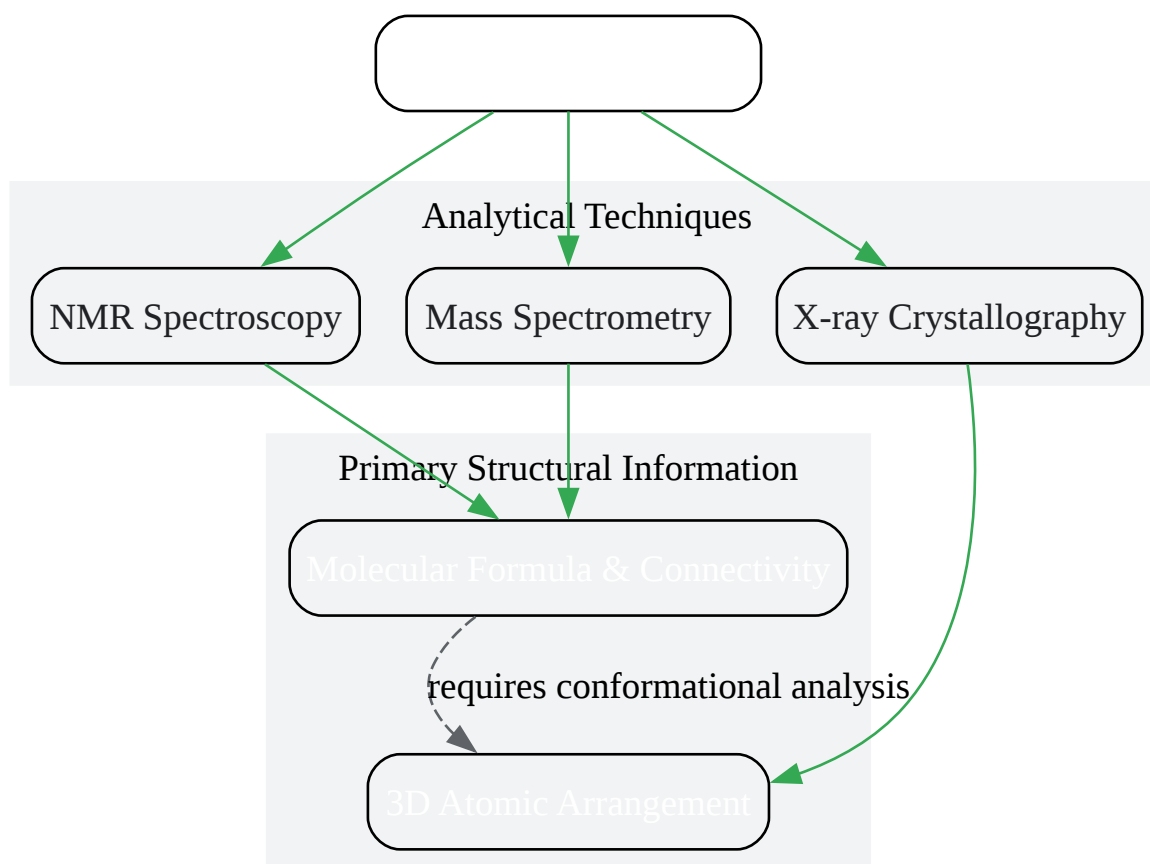 Analytical Techniques
NMR Spectroscopy
Mass Spectrometry
X-ray Crystallography
Primary Structural Information
Molecular Formula & Connectivity
requires conformational analysis
3D Atomic Arrangement